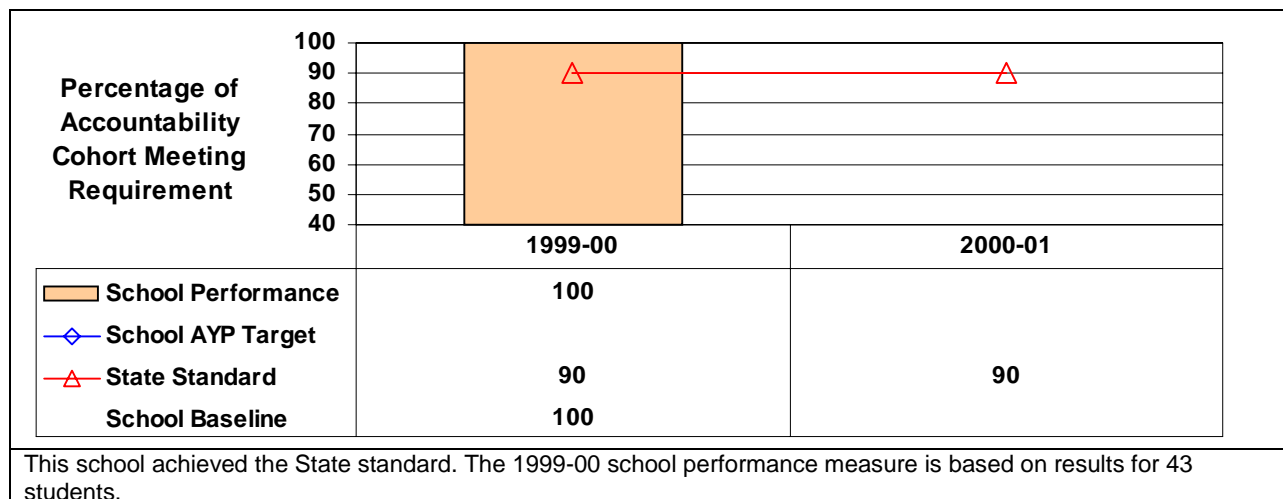 Percentage of
Accountability
Cohort Meeting
Requirement
100
90
80
70
60
50
40
1999-00 2000-01
School Performance 100
School AYP Target
State Standard 90 90
School Baseline 100
This school achieved the State standard. The 1999-00 school performance measure is based on results for 43
students.